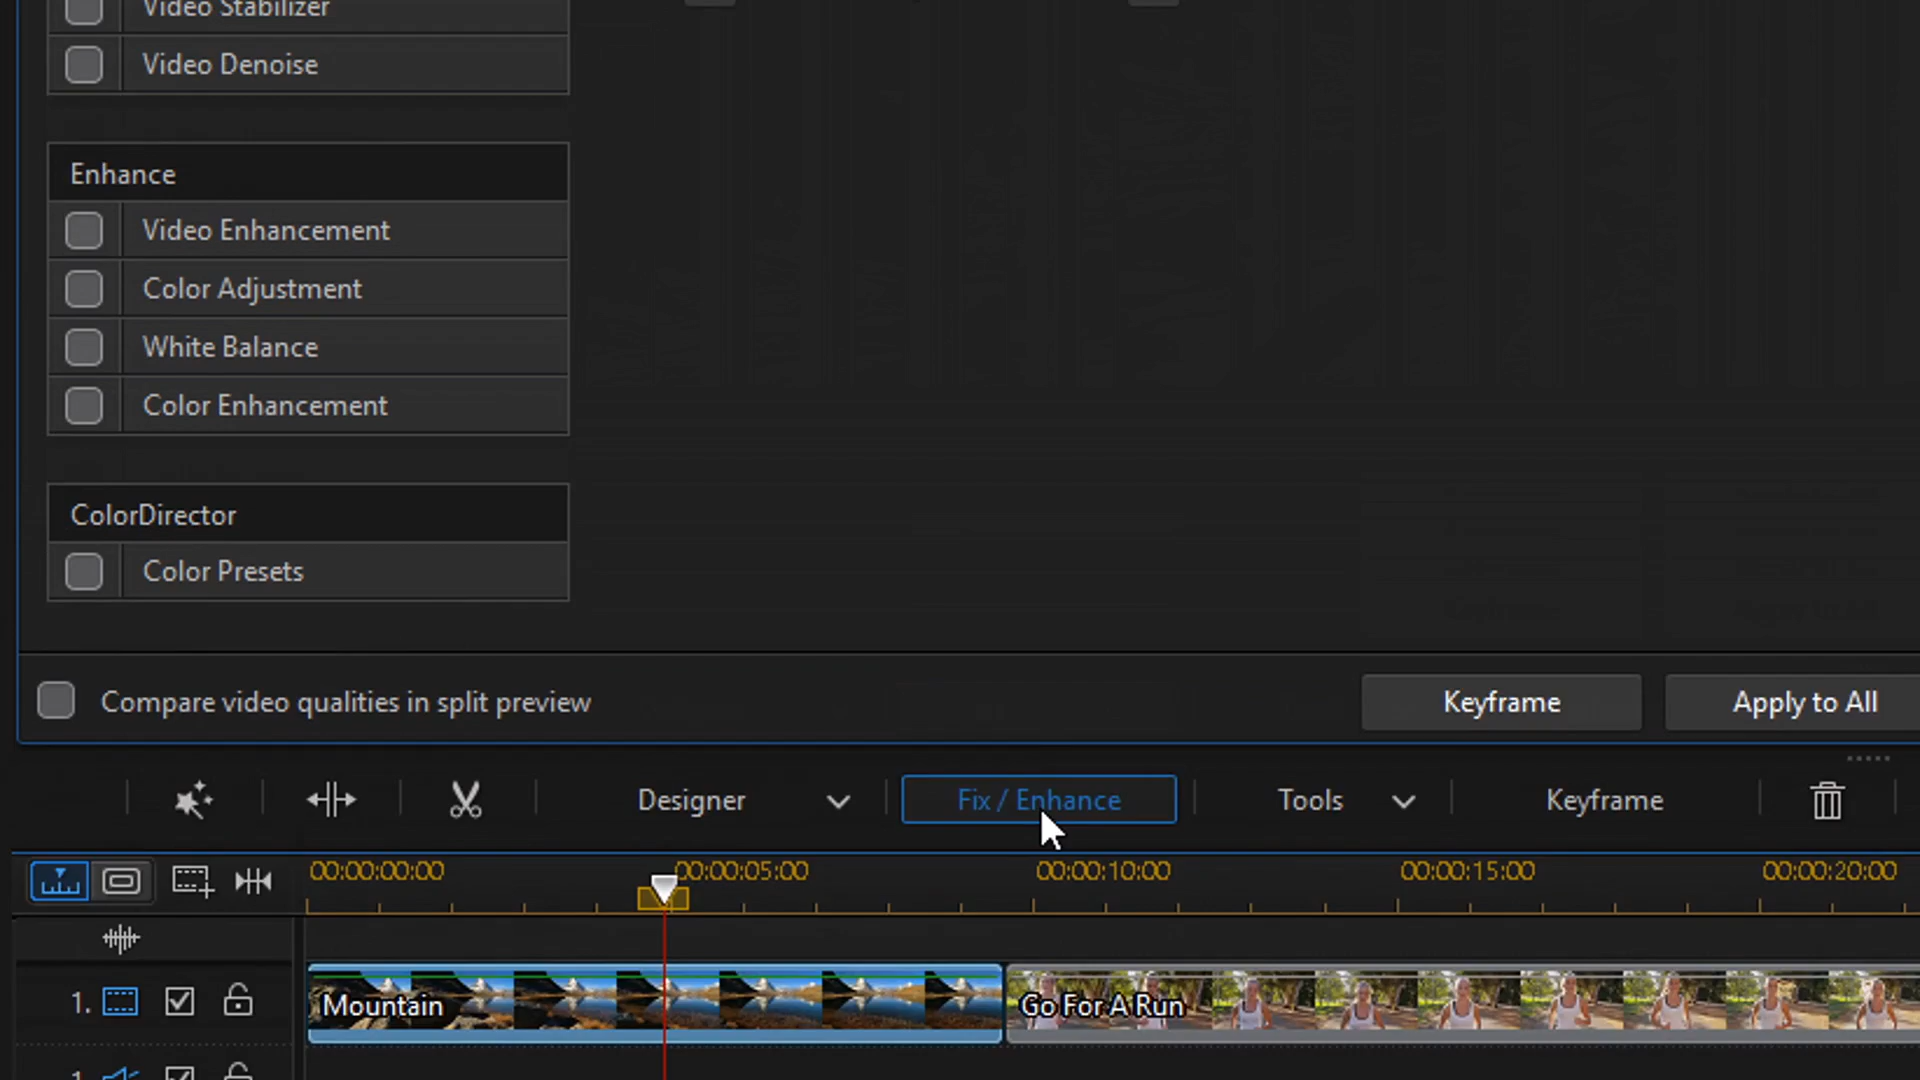 Video Stabilizer
Video Denoise
Enhance
Video Enhancement
Color Adjustment
White Balance
Color Enhancement
ColorDirector
Color Presets
Compare video qualities in split preview
Keyframe
Apply to All
Designer
Fix / Enhance
Tools
Keyframe
00:00:00:00
00:00:05:00
00:00:10:00
00:00:15:00
00:00:20:00
1.
Mountain
Go For A Run
1.